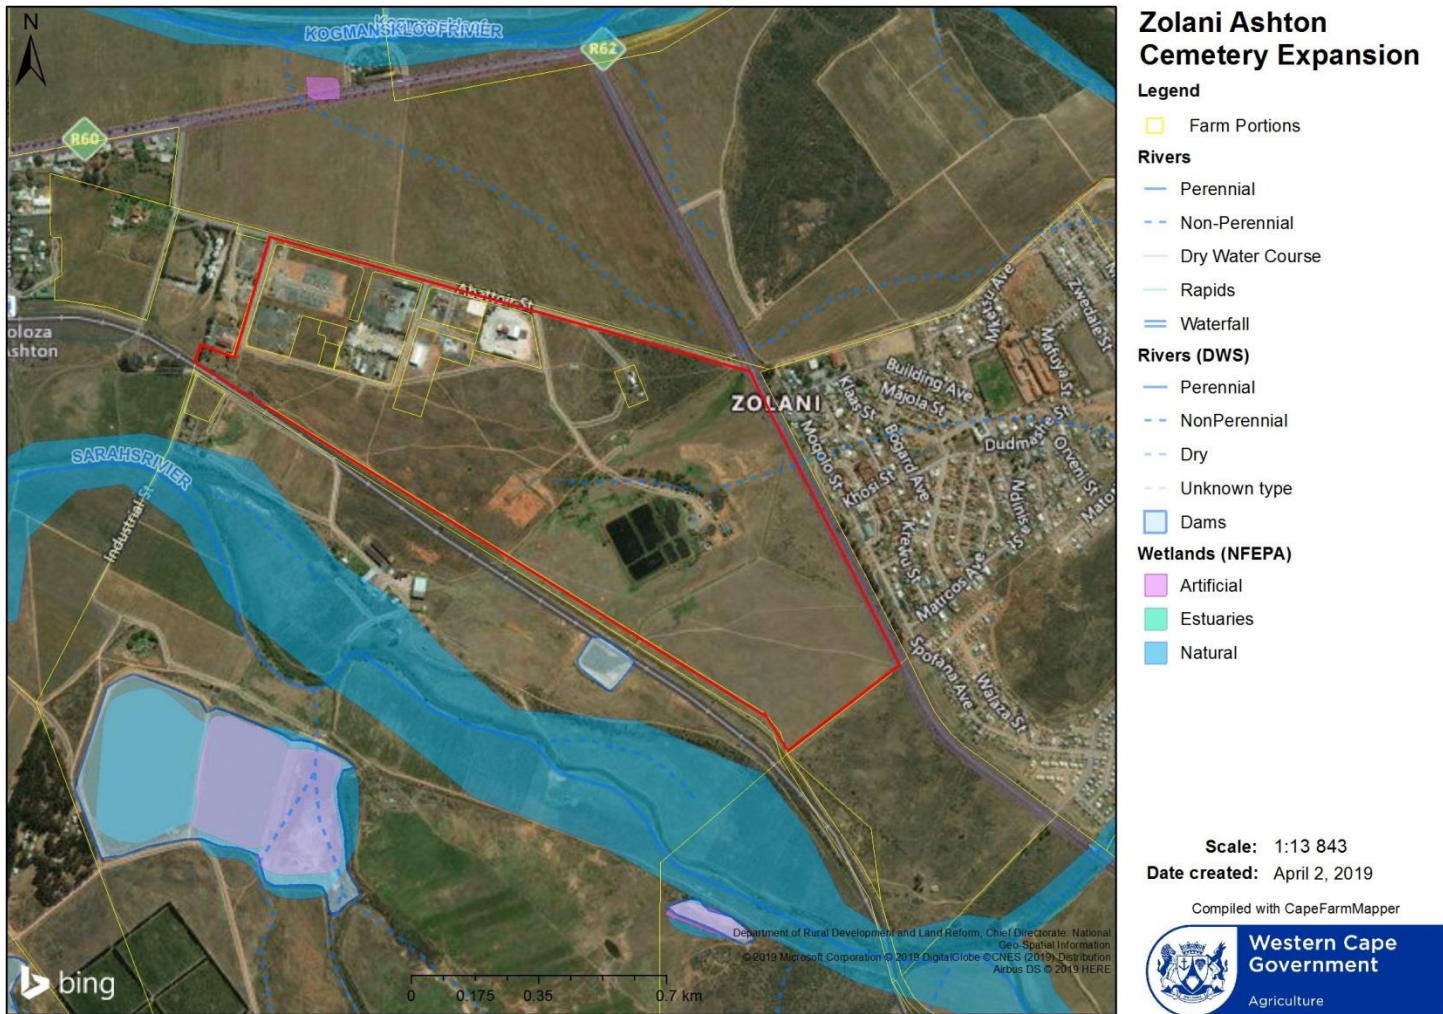 Zolani Ashton
Cemetery Expansion
Legend
Farm Portions
Rivers
Perennial
Non-Perennial
Dry Water Course
Rapids
Waterfall
Rivers (DWS)
Perennial
NonPerennial
Dry
Unknown type
Dams
Wetlands (NFEPA)
Artificial
Estuaries
Natural
Scale: 1:13 843
Date created: April 2, 2019
Compiled with CapeFarmMapper
Western Cape
Government
Agriculture
N
KOGMANSKLOOFRIVIER
R62
R60
Abattoir St
oloza
Ashton
ZOLANI
Building Ave
Majola St
Klaas St
Mogolo St
Bogard Ave
Khosi St
Dudmashe St
Mafuya St
Zwedala St
Orveni St
Krewu St
Matroos Ave
Spofana Ave
Walaza St
SARAHSRIVIER
Industrial St
Department of Rural Development and Land Reform, Chief Directorate: National
Geo-Spatial Information
© 2019 Microsoft Corporation © 2019 DigitalGlobe ©CNES (2019) Distribution
Airbus DS © 2019 HERE
bing
0 0.175 0.35 0.7 km